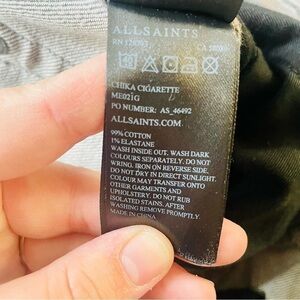 ALLSAINTS
CHIKA CIGARETTE
ME021G
PO NUMBER: AS_46492
ALLSAINTS.COM
99% COTTON
1% ELASTANE
WASH INSIDE OUT. WASH DARK
COLOURS SEPARATELY. DO NOT
WRING. IRON ON REVERSE SIDE.
DO NOT DRY IN DIRECT SUNLIGHT.
COLOUR MAY TRANSFER ONTO
OTHER GARMENTS AND
UPHOLSTERY. DO NOT RUB
ISOLATED STAINS. AFTER
WASHING REMOVE PROMPTLY.
MADE IN CHINA